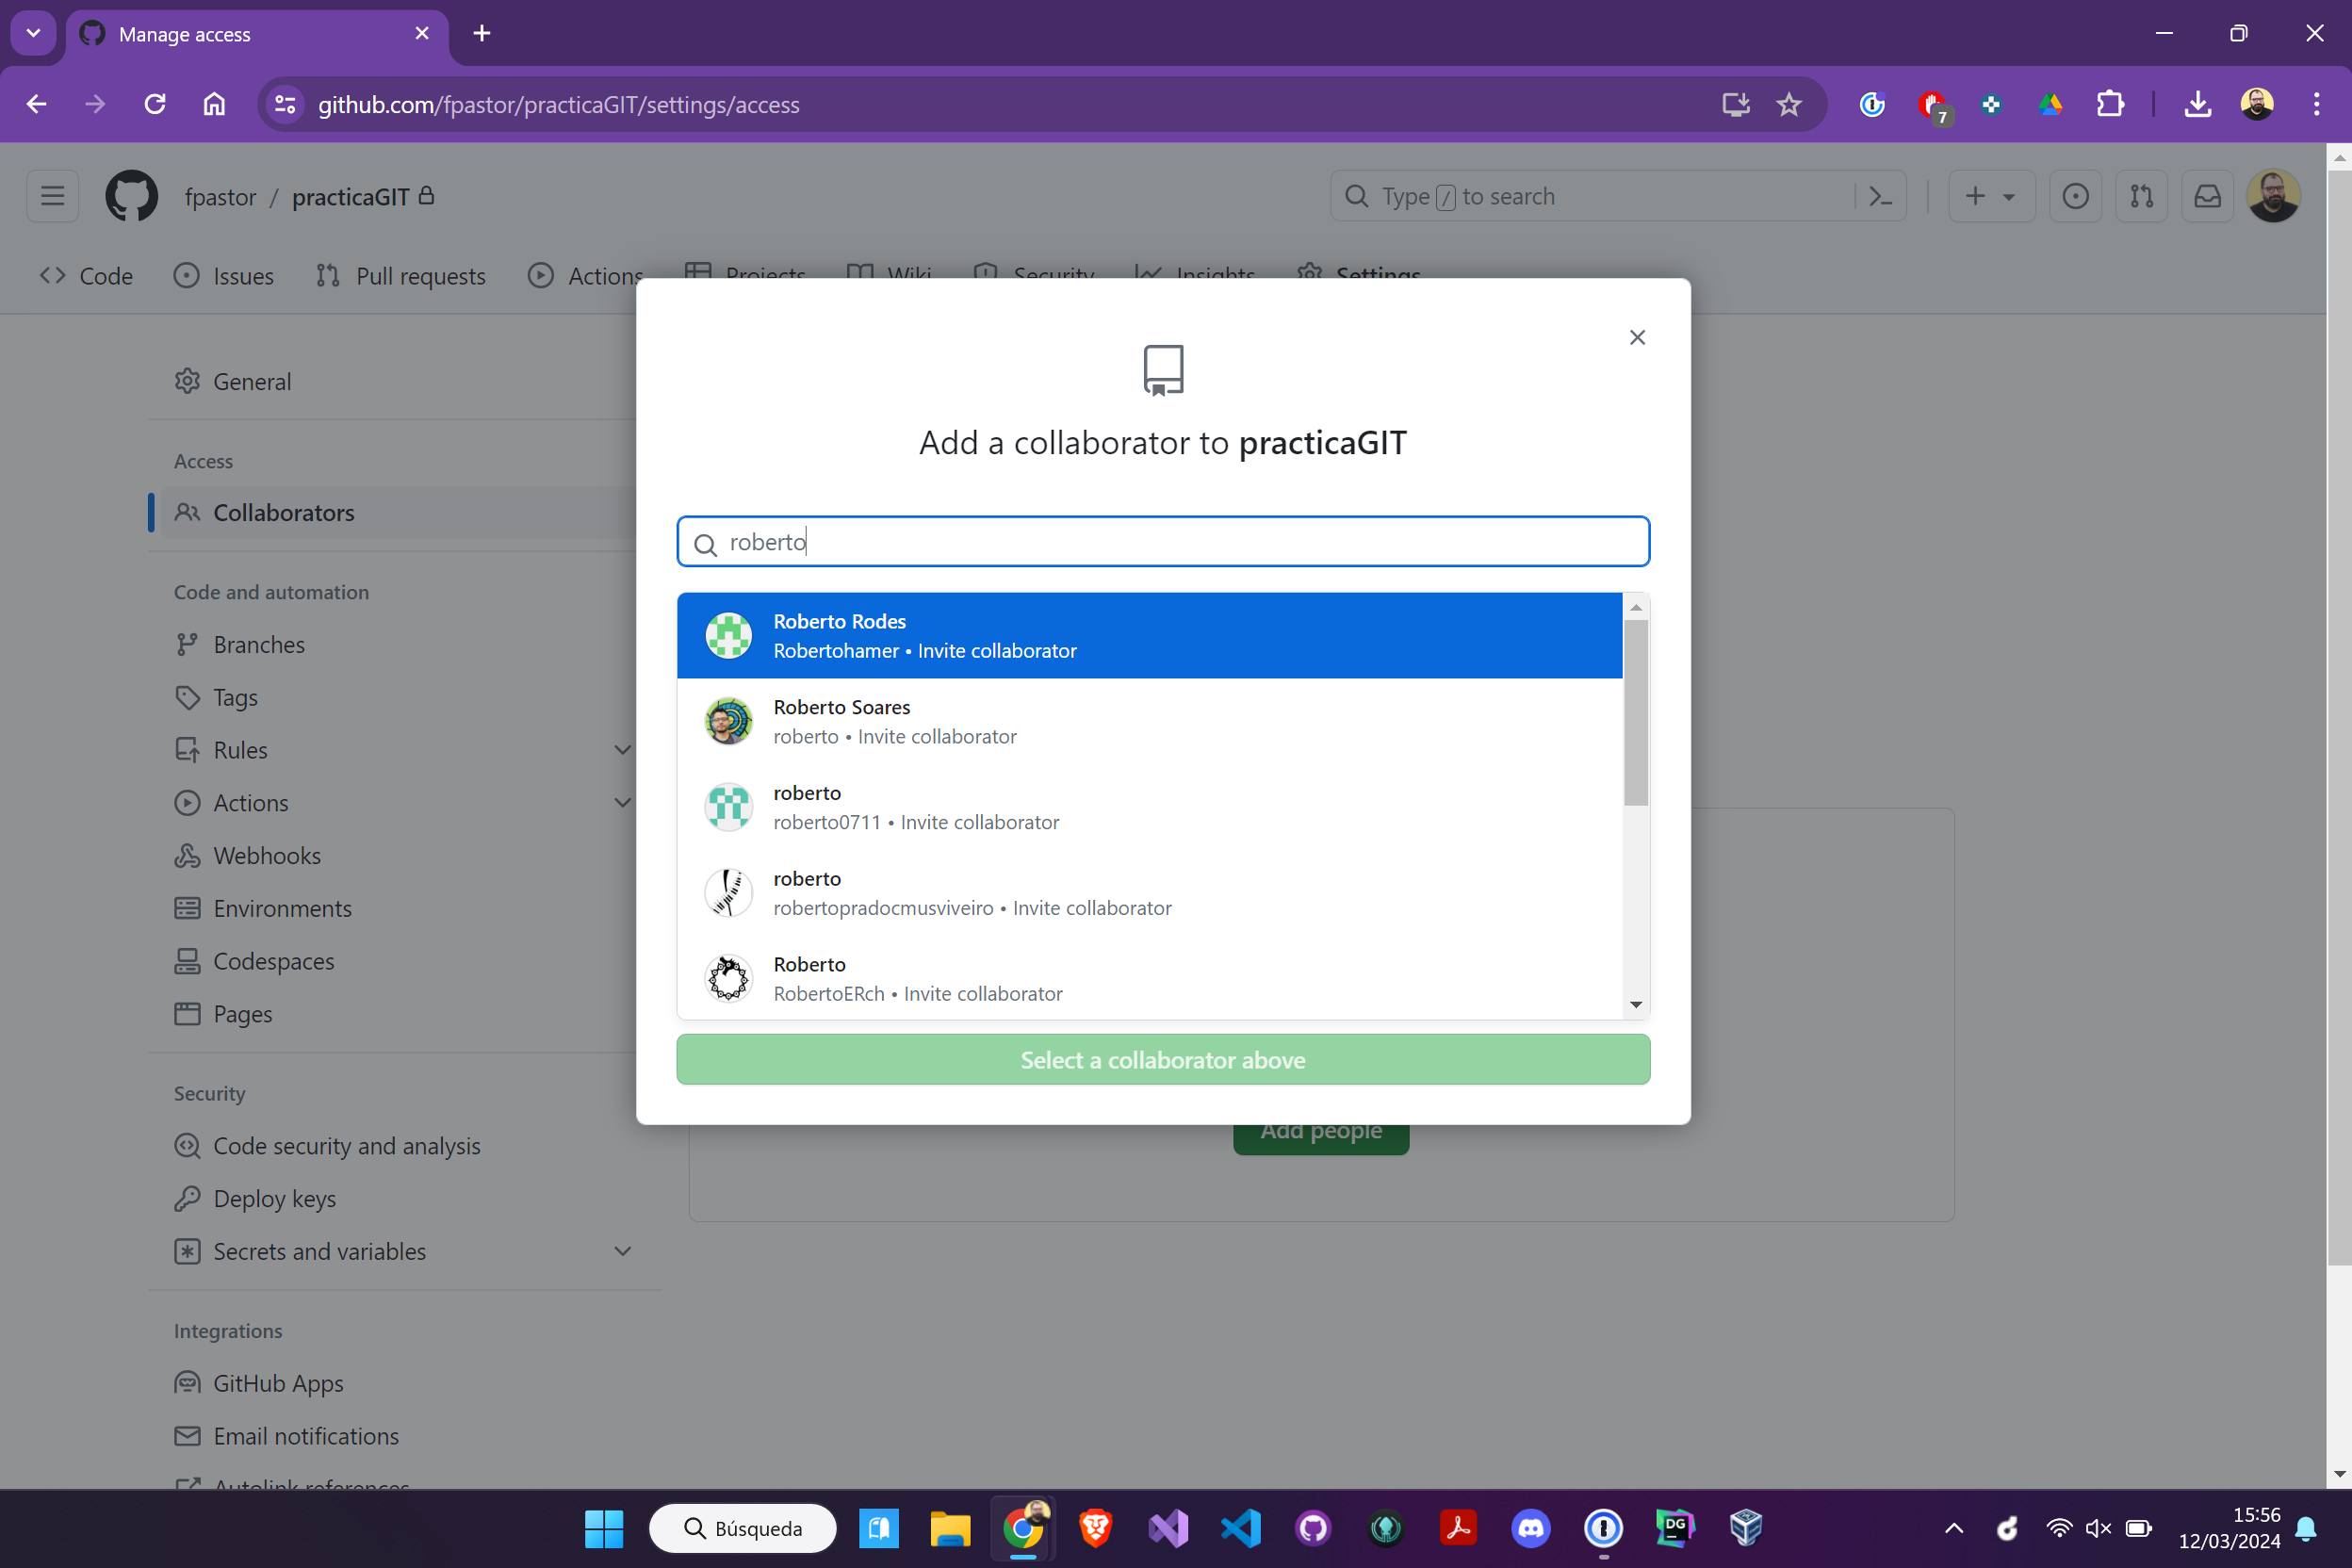 Manage access
github.com/fpastor/practicaGIT/settings/access
7
fpastor / practicaGIT
Type / to search
Code
Issues
Pull requests
Actions
Projects
Wiki
Security
Insights
Settings
General
Access
Collaborators
Code and automation
Branches
Tags
Rules
Actions
Webhooks
Environments
Codespaces
Pages
Security
Code security and analysis
Deploy keys
Secrets and variables
Integrations
GitHub Apps
Email notifications
Autolink references
Add a collaborator to practicaGIT
roberto
Roberto Rodes
Robertohamer • Invite collaborator
Roberto Soares
roberto • Invite collaborator
roberto
roberto0711 • Invite collaborator
roberto
robertopradocmusviveiro • Invite collaborator
Roberto
RobertoERch • Invite collaborator
Select a collaborator above
Add people
Búsqueda
DG
15:56
12/03/2024